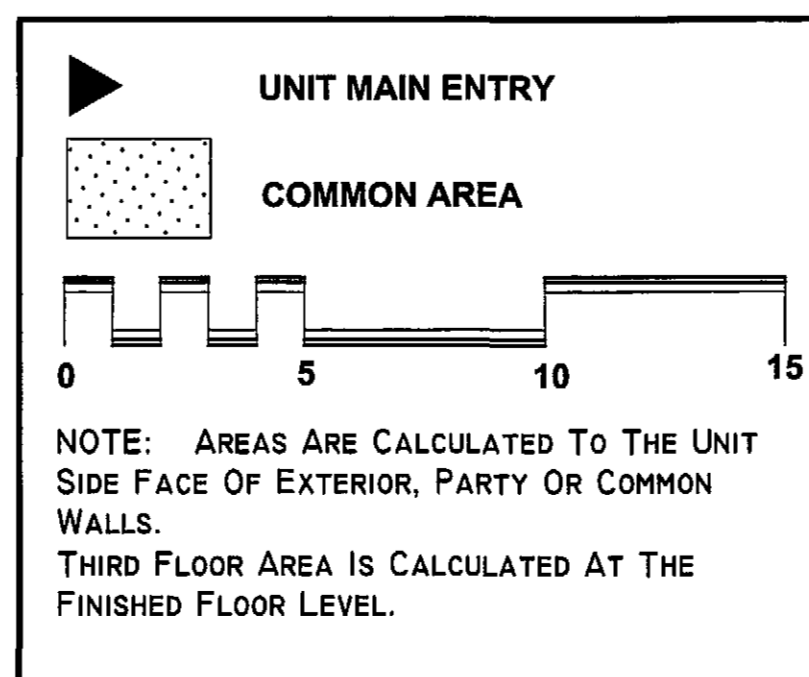 UNIT MAIN ENTRY
COMMON AREA
0 5 10 15
NOTE: AREAS ARE CALCULATED TO THE UNIT
SIDE FACE OF EXTERIOR, PARTY OR COMMON
WALLS.
THIRD FLOOR AREA IS CALCULATED AT THE
FINISHED FLOOR LEVEL.